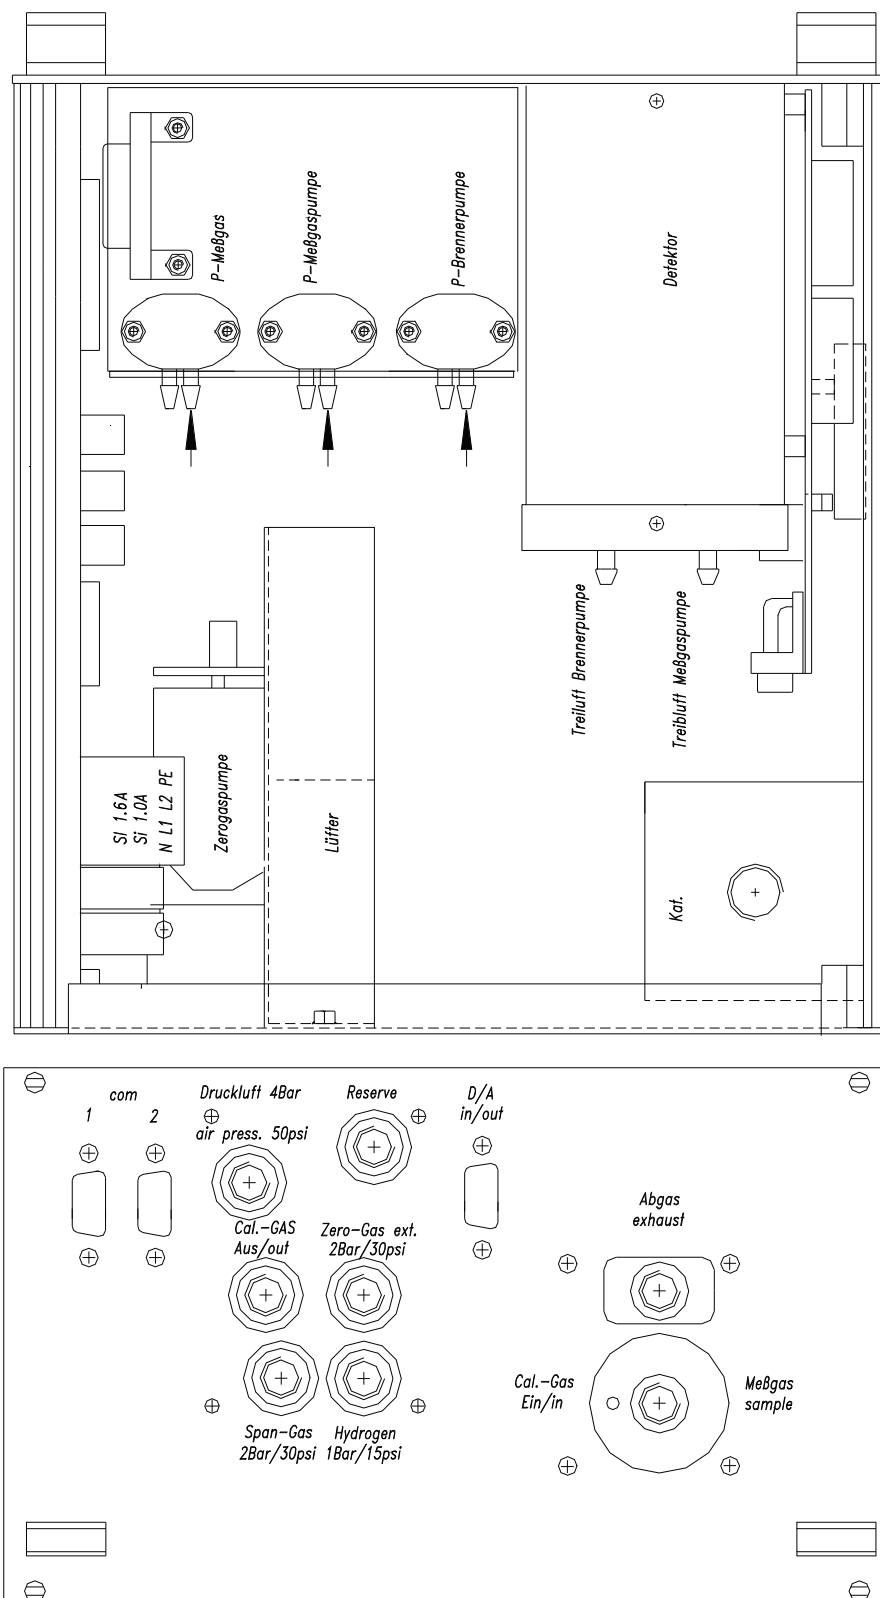 P-Meßgas
P-Meßgaspumpe
P-Brennerpumpe
Detektor
Treiluft Brennerpumpe
Treibluft Meßgaspumpe
SI 1.6A
Si 1.0A
N L1 L2 PE
Zerogaspumpe
Lüfter
Kat.
com
1
2
Druckluft 4Bar
air press. 50psi
Reserve
D/A
in/out
Cal.-GAS
Aus/out
Zero-Gas ext.
2Bar/30psi
Abgas
exhaust
Cal.-Gas
Ein/in
Meßgas
sample
Span-Gas
2Bar/30psi
Hydrogen
1Bar/15psi